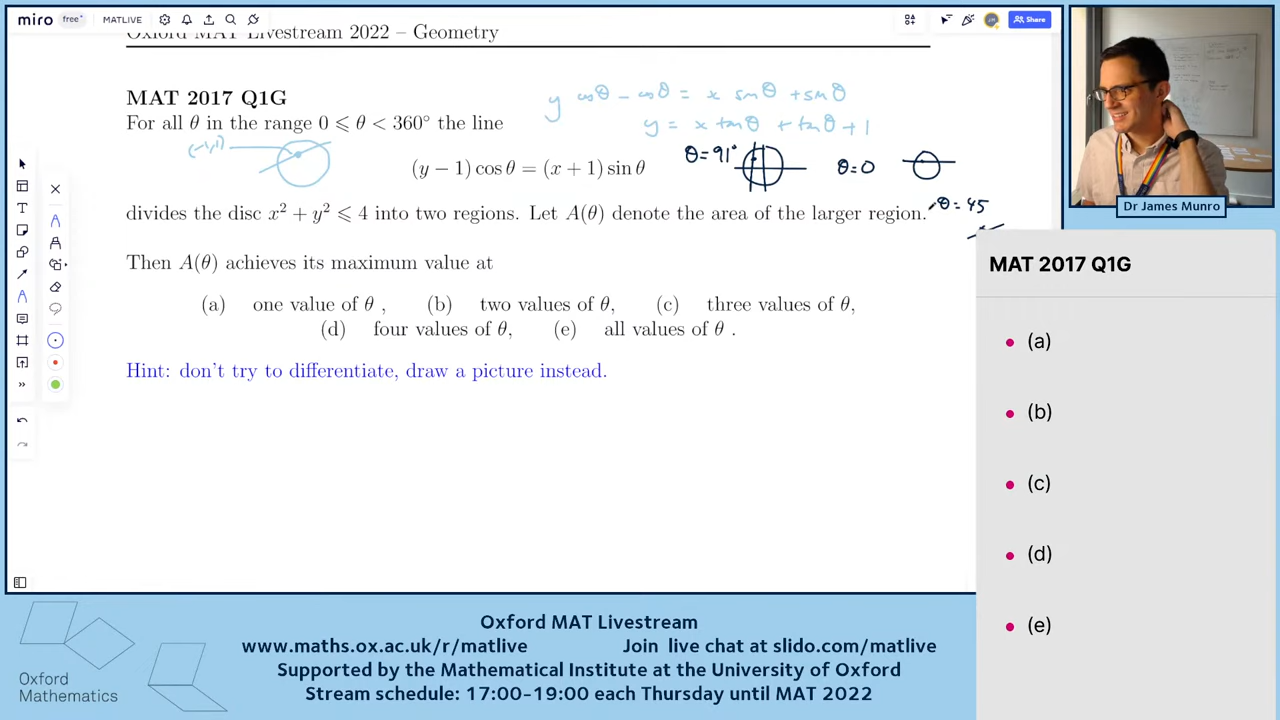 miro free MATLIVE Share
Oxford MAT Livestream 2022 – Geometry
MAT 2017 Q1G
y cosθ − cosθ = x sinθ + sinθ
For all θ in the range 0 ⩽ θ < 360° the line
y = x tanθ + tanθ + 1
(-1,1)
θ = 91°
θ=0
(y − 1) cos θ = (x + 1) sin θ
θ = 45
divides the disc x² + y² ⩽ 4 into two regions. Let A(θ) denote the area of the larger region.
Then A(θ) achieves its maximum value at
(a) one value of θ , (b) two values of θ, (c) three values of θ,
(d) four values of θ, (e) all values of θ .
Hint: don't try to differentiate, draw a picture instead.
Dr James Munro
MAT 2017 Q1G
(a)
(b)
(c)
(d)
(e)
Oxford
Mathematics
Oxford MAT Livestream
www.maths.ox.ac.uk/r/matlive Join live chat at slido.com/matlive
Supported by the Mathematical Institute at the University of Oxford
Stream schedule: 17:00-19:00 each Thursday until MAT 2022